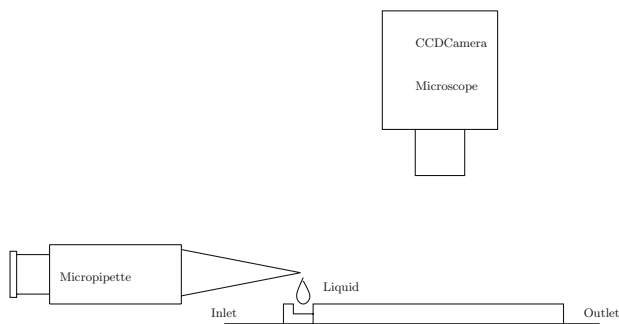 CCDCamera
Microscope
Micropipette
Liquid
Inlet
Outlet